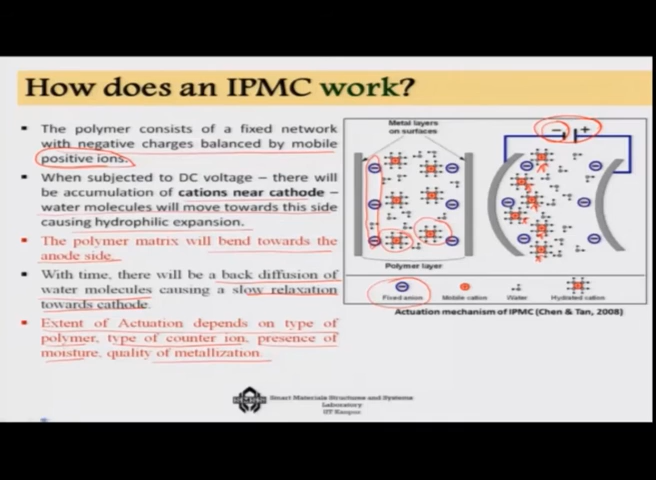 How does an IPMC work?
The polymer consists of a fixed network
with negative charges balanced by mobile
positive ions.
When subjected to DC voltage – there will
be accumulation of cations near cathode –
water molecules will move towards this side
causing hydrophilic expansion.
The polymer matrix will bend towards the
anode side.
With time, there will be a back diffusion of
water molecules causing a slow relaxation
towards cathode.
Extent of Actuation depends on type of
polymer, type of counter ion, presence of
moisture, quality of metallization.
Metal layers
on surfaces
Polymer layer
Fixed anion
Mobile cation
Water
Hydrated cation
Actuation mechanism of IPMC (Chen & Tan, 2008)
Smart Materials Structures and Systems
Laboratory
IIT Kanpur